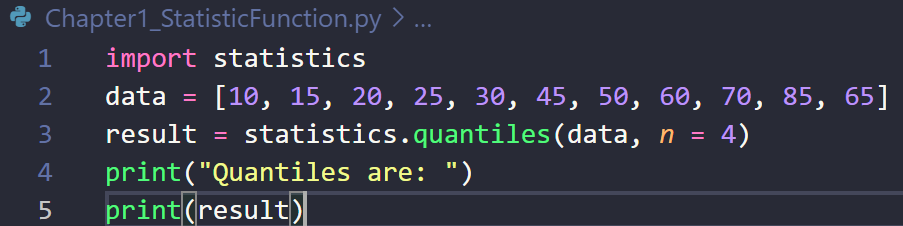 Chapter1_StatisticFunction.py > ...
1 import statistics
2 data = [10, 15, 20, 25, 30, 45, 50, 60, 70, 85, 65]
3 result = statistics.quantiles(data, n = 4)
4 print("Quantiles are: ")
5 print(result)